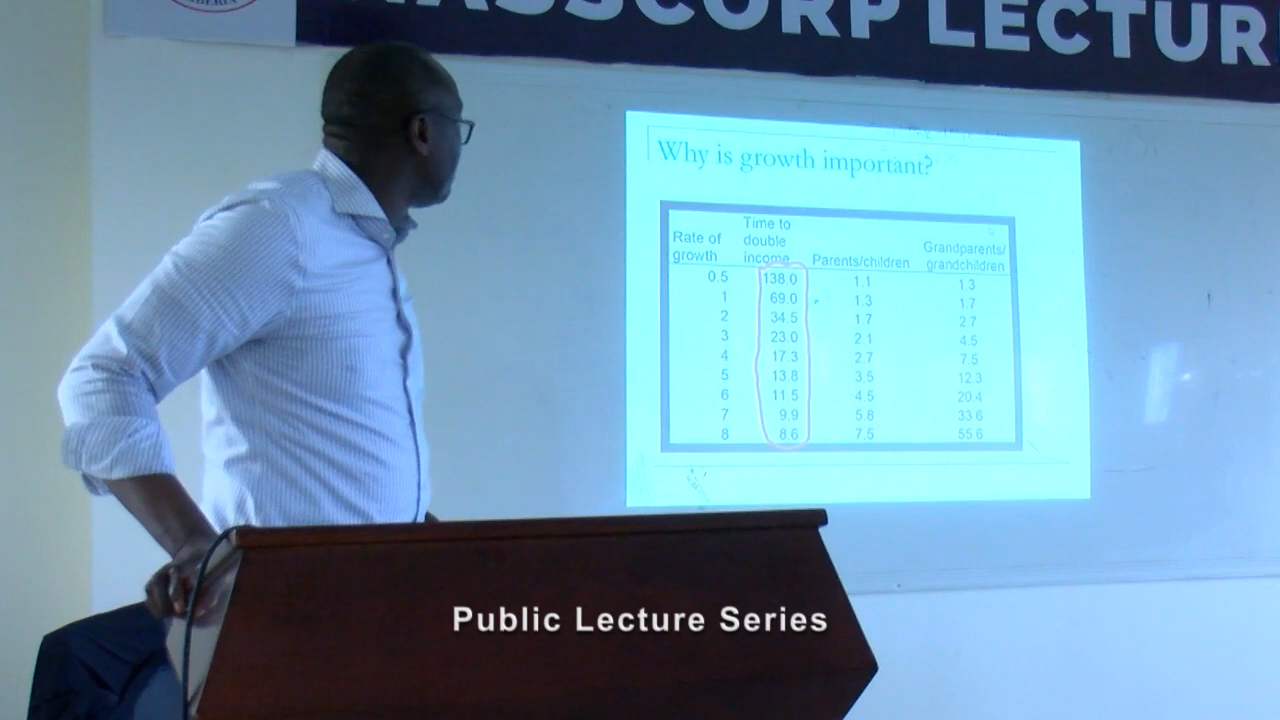 ASSCORP LECTUR
Why is growth important?
Rate of growth Time to double income Parents/children Grandparents/ grandchildren
0.5 138.0 1.1 1.3
1 69.0 1.3 1.7
2 34.5 1.7 2.7
3 23.0 2.1 4.5
4 17.3 2.7 7.5
5 13.8 3.5 12.3
6 11.5 4.5 20.4
7 9.9 5.8 33.6
8 8.6 7.5 55.6
Public Lecture Series